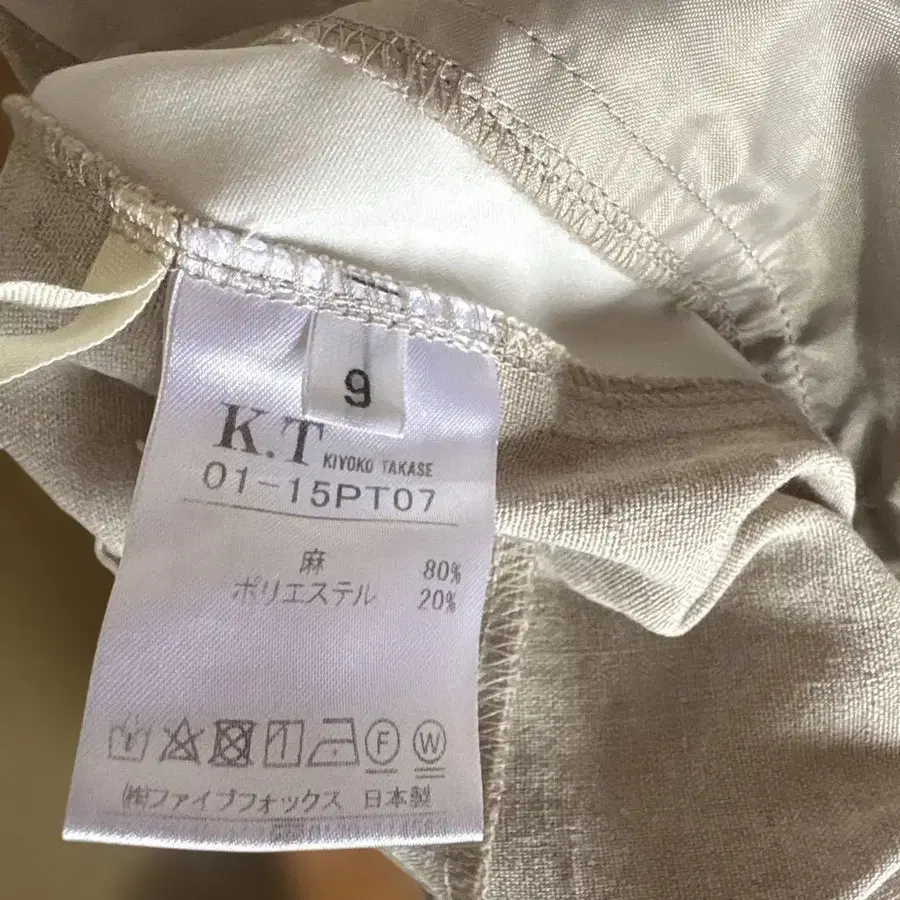 9
K.T
KIYOKO TAKASE
01-15PT07
麻 80%
ポリエステル 20%
F W
㈱ファイブフォックス 日本製